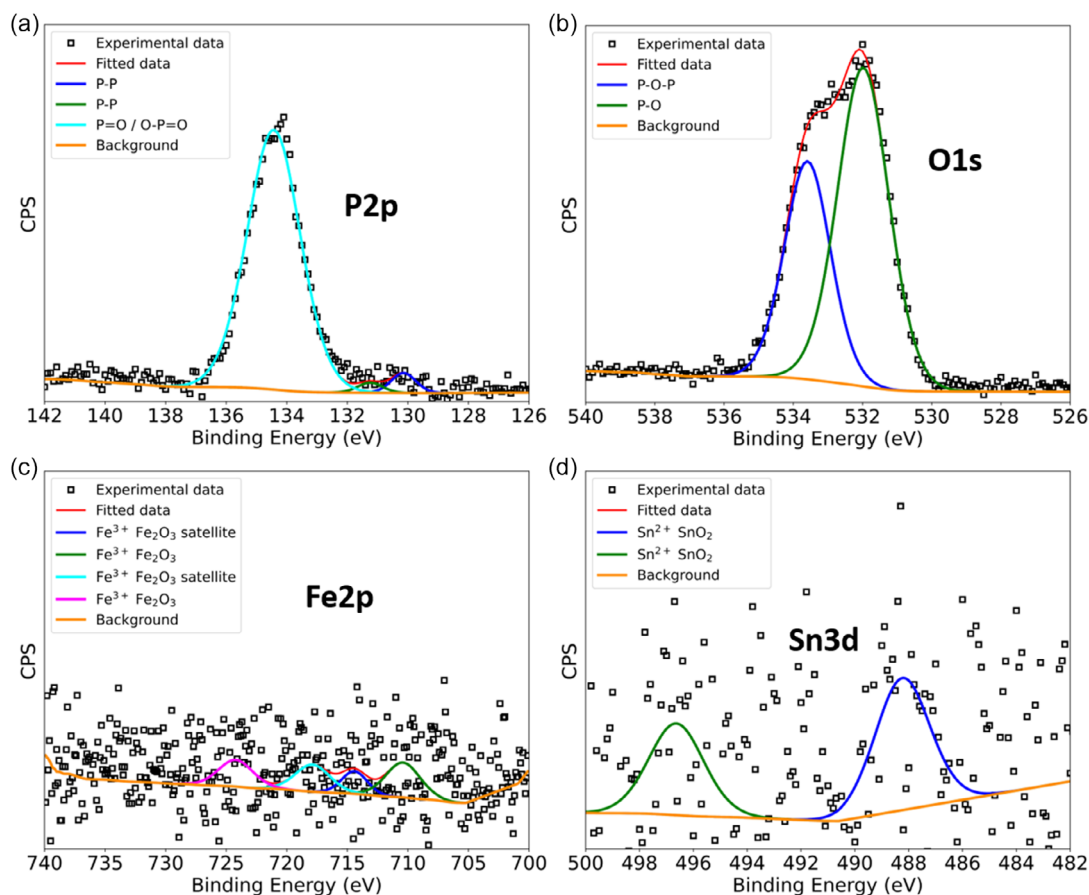 (a)
Experimental data
Fitted data
P-P
P-P
P=O / O-P=O
Background
P2p
CPS
142 140 138 136 134 132 130 128 126
Binding Energy (eV)
(b)
Experimental data
Fitted data
P-O-P
P-O
Background
O1s
CPS
540 538 536 534 532 530 528 526
Binding Energy (eV)
(c)
Experimental data
Fitted data
Fe³⁺ Fe₂O₃ satellite
Fe³⁺ Fe₂O₃
Fe³⁺ Fe₂O₃ satellite
Fe³⁺ Fe₂O₃
Background
Fe2p
CPS
740 735 730 725 720 715 710 705 700
Binding Energy (eV)
(d)
Experimental data
Fitted data
Sn²⁺ SnO₂
Sn²⁺ SnO₂
Background
Sn3d
CPS
500 498 496 494 492 490 488 486 484 482
Binding Energy (eV)